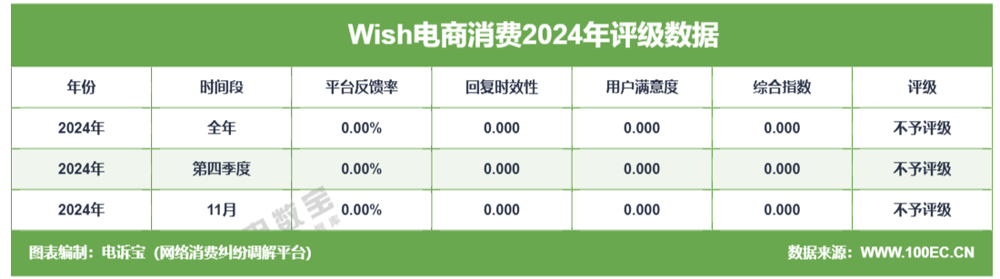 Wish电商消费2024年评级数据
年份 时间段 平台反馈率 回复时效性 用户满意度 综合指数 评级
2024年 全年 0.00% 0.000 0.000 0.000 不予评级
2024年 第四季度 0.00% 0.000 0.000 0.000 不予评级
2024年 11月 0.00% 0.000 0.000 0.000 不予评级
图表编制：电诉宝（网络消费纠纷调解平台） 数据来源：WWW.100EC.CN